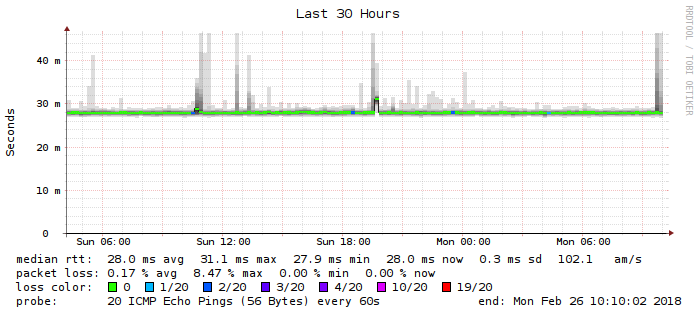 Last 30 Hours
RRDTOOL / TOBI OETIKER
Seconds
40 m
30 m
20 m
10 m
0
Sun 06:00 Sun 12:00 Sun 18:00 Mon 00:00 Mon 06:00
median rtt: 28.0 ms avg 31.1 ms max 27.9 ms min 28.0 ms now 0.3 ms sd 102.1 am/s
packet loss: 0.17 % avg 8.47 % max 0.00 % min 0.00 % now
loss color: 0 1/20 2/20 3/20 4/20 10/20 19/20
probe: 20 ICMP Echo Pings (56 Bytes) every 60s end: Mon Feb 26 10:10:02 2018